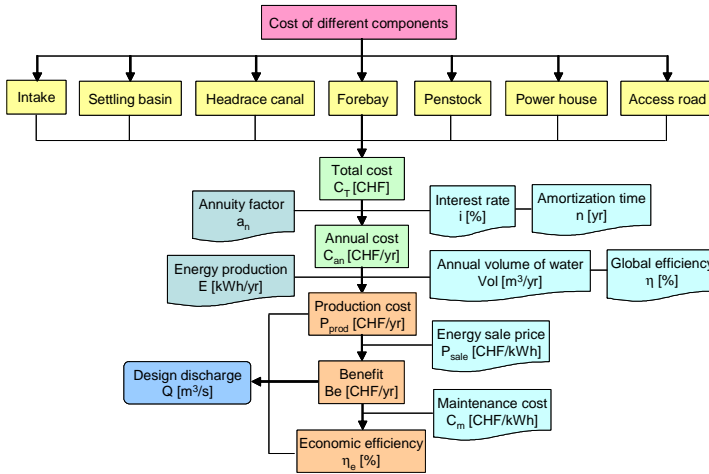 Cost of different components
Intake
Settling basin
Headrace canal
Forebay
Penstock
Power house
Access road
Total cost
C_T [CHF]
Annuity factor
a_n
Interest rate
i [%]
Amortization time
n [yr]
Annual cost
C_an [CHF/yr]
Energy production
E [kWh/yr]
Annual volume of water
Vol [m³/yr]
Global efficiency
η [%]
Production cost
P_prod [CHF/yr]
Energy sale price
P_sale [CHF/kWh]
Design discharge
Q [m³/s]
Benefit
Be [CHF/yr]
Maintenance cost
C_m [CHF/kWh]
Economic efficiency
η_e [%]